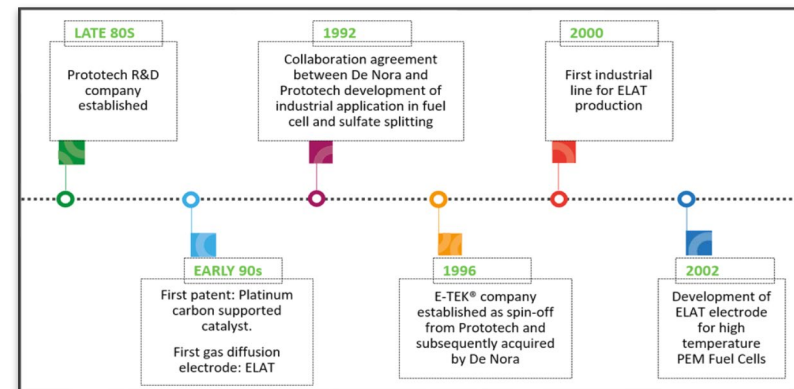 LATE 80S
Prototech R&D
company
established
1992
Collaboration agreement
between De Nora and
Prototech development of
industrial application in fuel
cell and sulfate splitting
2000
First industrial
line for ELAT
production
EARLY 90s
First patent: Platinum
carbon supported
catalyst.
First gas diffusion
electrode: ELAT
1996
E-TEK® company
established as spin-off
from Prototech and
subsequently acquired
by De Nora
2002
Development of
ELAT electrode
for high
temperature
PEM Fuel Cells